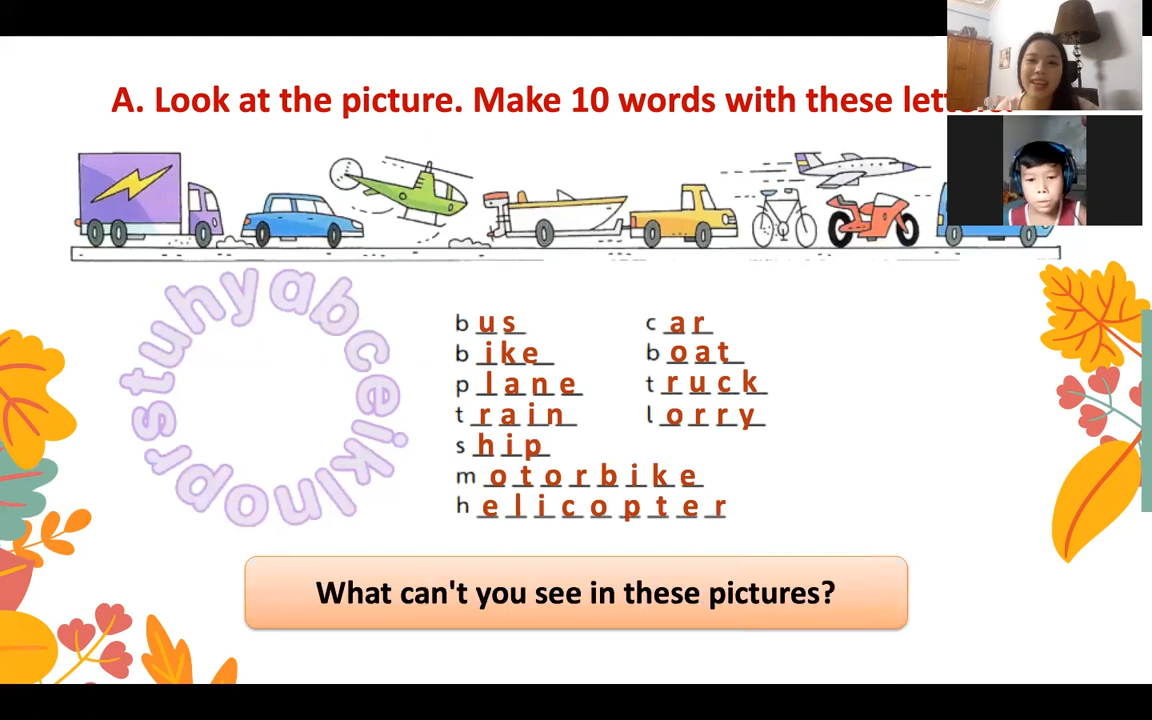 A. Look at the picture. Make 10 words with these
stuhyabceiklnopr
b us
c ar
b ike
b oat
p lane
t ruck
t rain
l orry
s hip
m otorbike
h elicopter
What can't you see in these pictures?